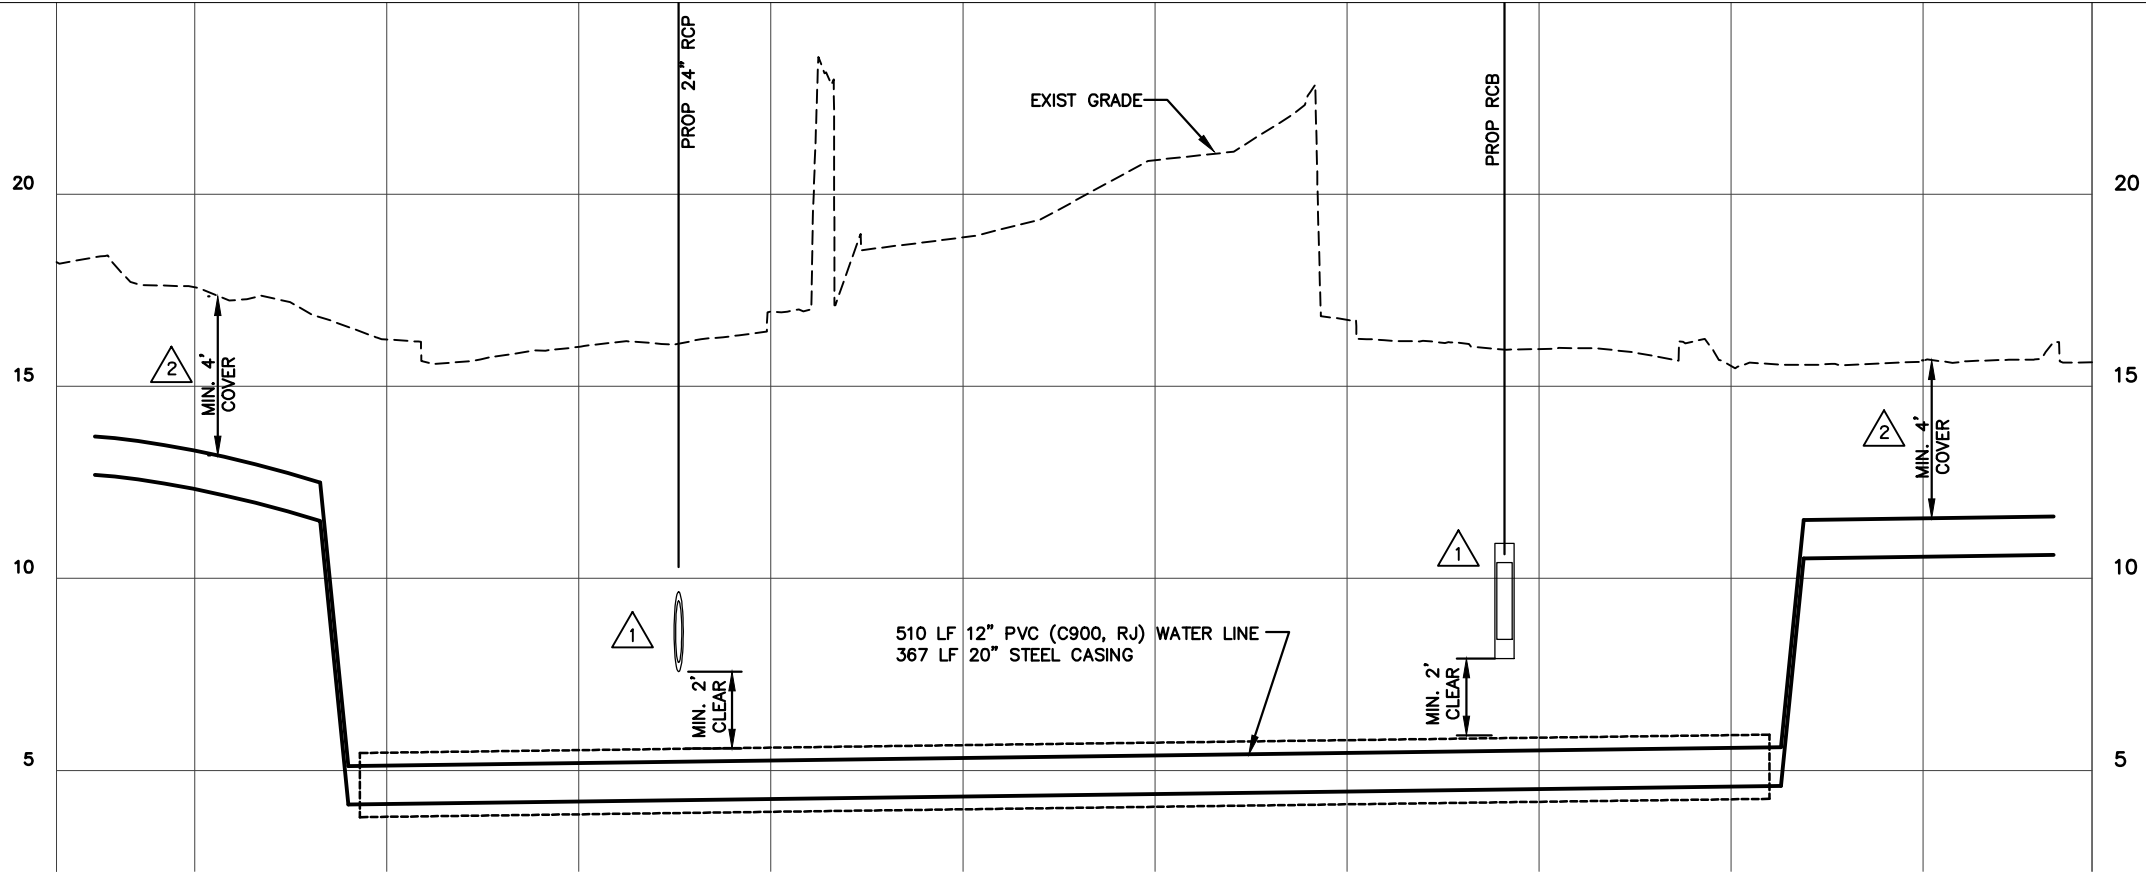 PROP 24" RCP
EXIST GRADE
PROP RCB
20
20
2
MIN. 4'
COVER
15
15
2
MIN. 4'
COVER
10
10
1
1
510 LF 12" PVC (C900, RJ) WATER LINE
367 LF 20" STEEL CASING
MIN. 2'
CLEAR
MIN. 2'
CLEAR
5
5